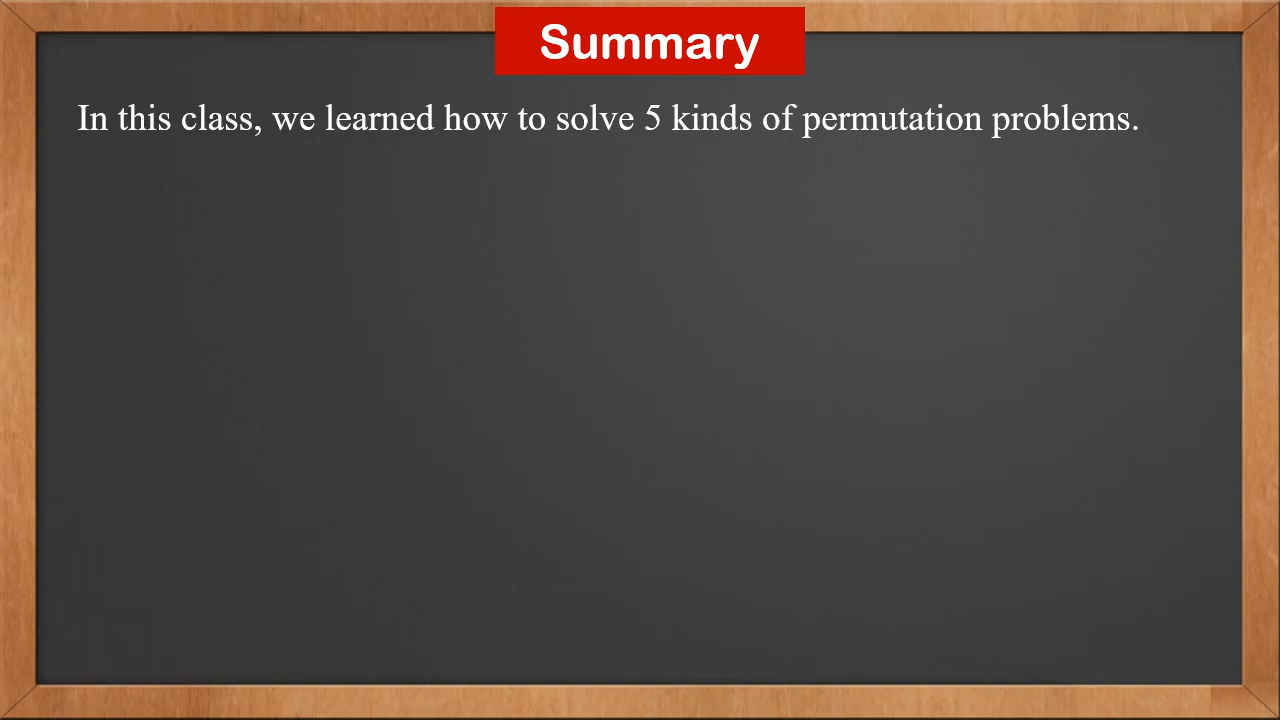 Summary
In this class, we learned how to solve 5 kinds of permutation problems.